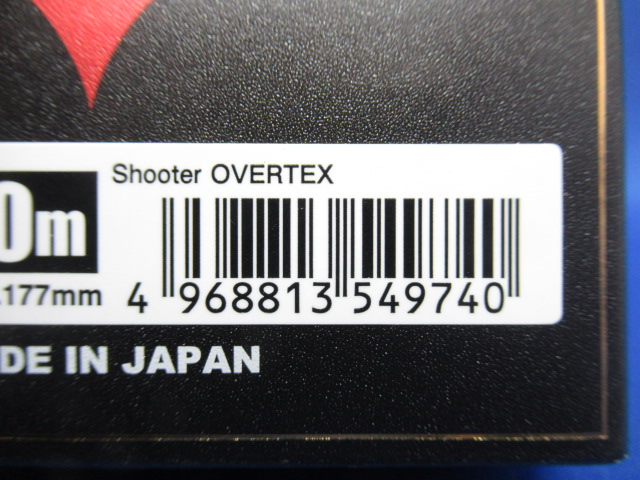 Shooter OVERTEX
0m
.177mm
4 968813 549740
DE IN JAPAN